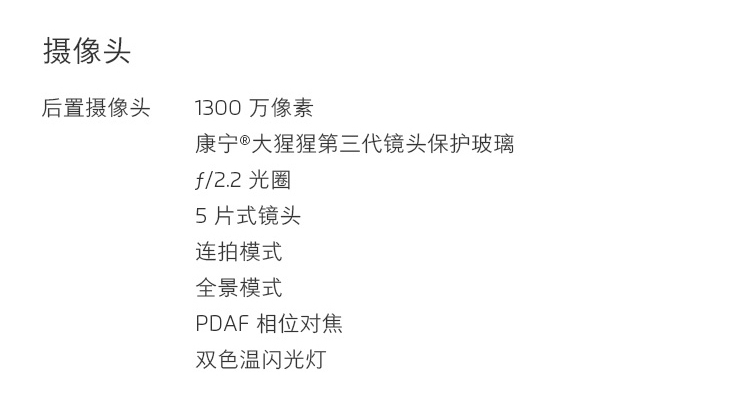 摄像头
后置摄像头 1300 万像素
康宁®大猩猩第三代镜头保护玻璃
ƒ/2.2 光圈
5 片式镜头
连拍模式
全景模式
PDAF 相位对焦
双色温闪光灯